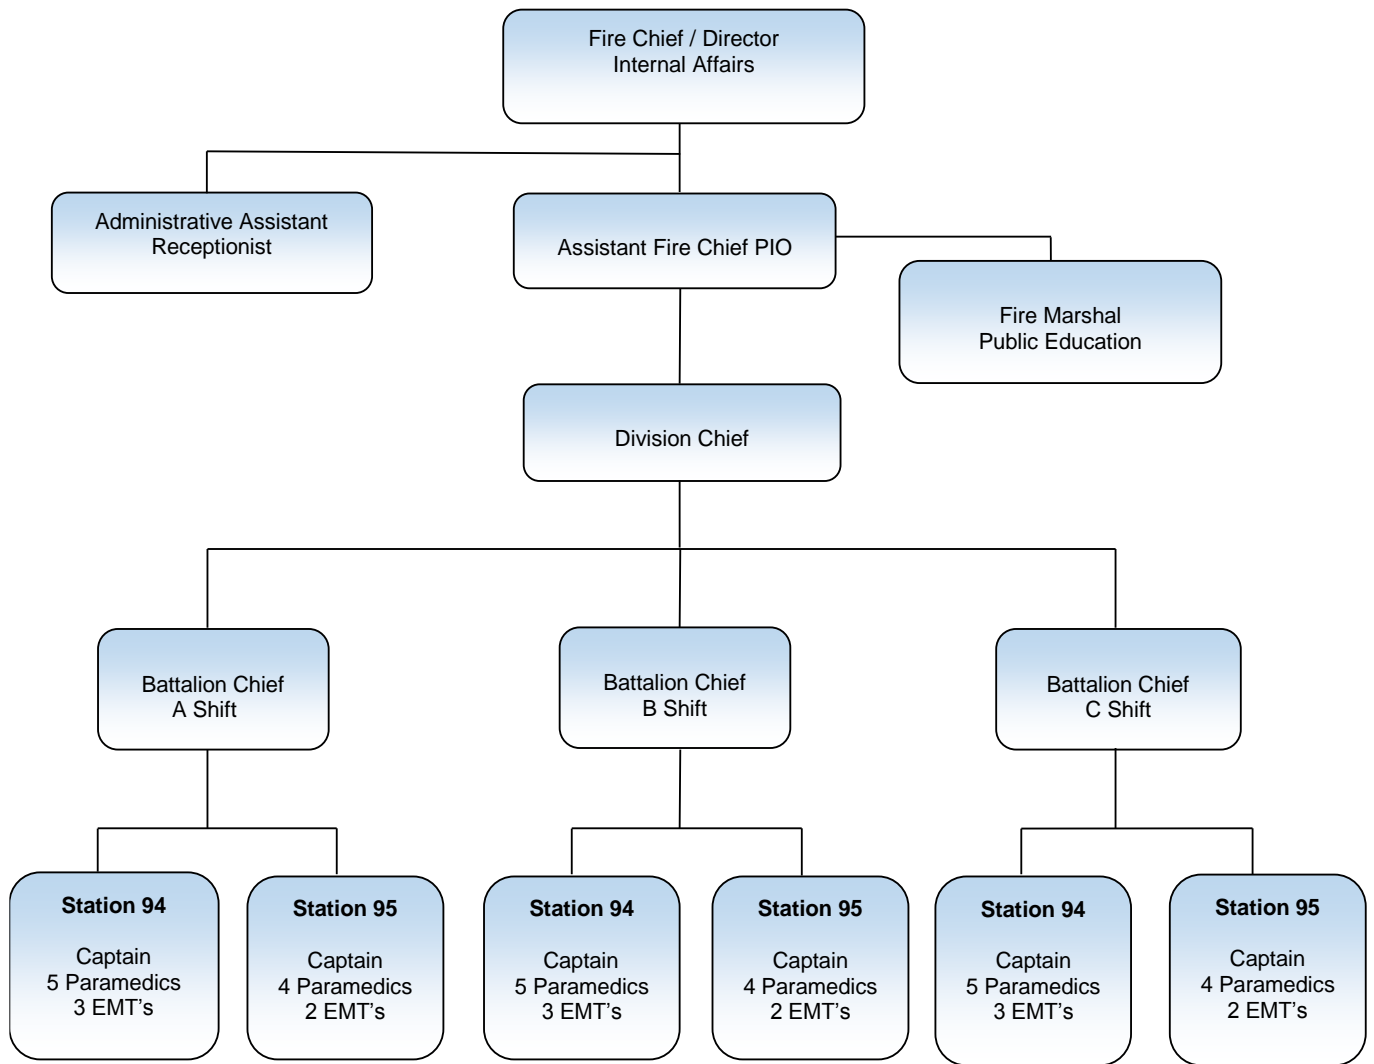 Fire Chief / Director
Internal Affairs
Administrative Assistant
Receptionist
Assistant Fire Chief PIO
Fire Marshal
Public Education
Division Chief
Battalion Chief
A Shift
Battalion Chief
B Shift
Battalion Chief
C Shift
Station 94
Captain
5 Paramedics
3 EMT’s
Station 95
Captain
4 Paramedics
2 EMT’s
Station 94
Captain
5 Paramedics
3 EMT’s
Station 95
Captain
4 Paramedics
2 EMT’s
Station 94
Captain
5 Paramedics
3 EMT’s
Station 95
Captain
4 Paramedics
2 EMT’s